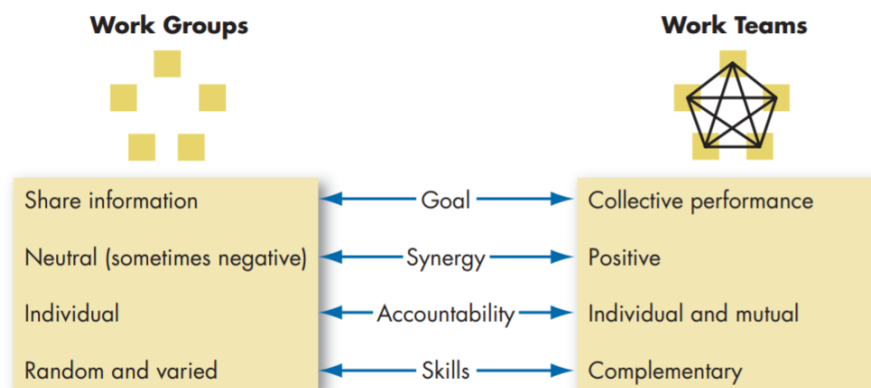 Work Groups
Work Teams
Share information
Goal
Collective performance
Neutral (sometimes negative)
Synergy
Positive
Individual
Accountability
Individual and mutual
Random and varied
Skills
Complementary